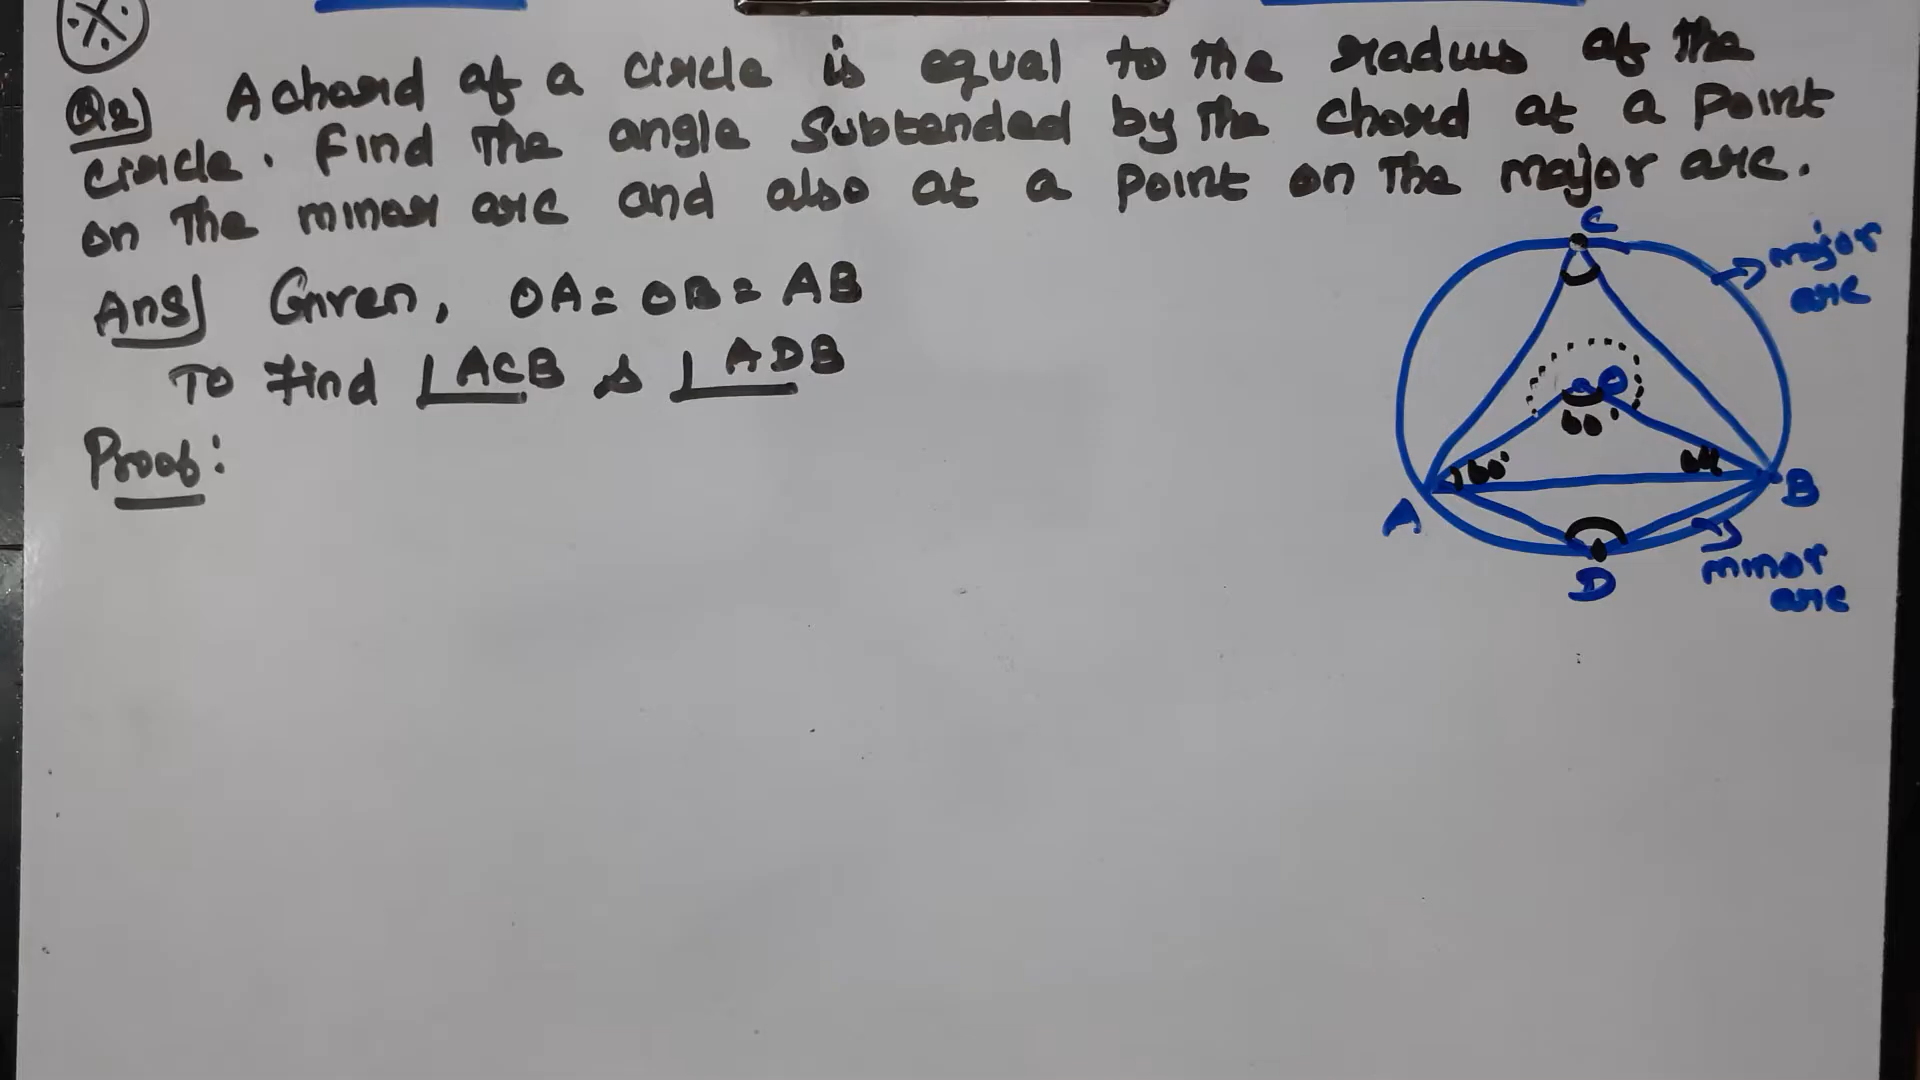 Q2) A chord of a circle is equal to the radius of the
circle. Find The angle Subtended by The chord at a Point
on The minor arc and also at a Point on The major arc.
Ans) Given, OA = OB = AB
To find ∠ACB & ∠ADB
Proof:
C
major
arc
O
60°
60°
A
B
D
minor
arc